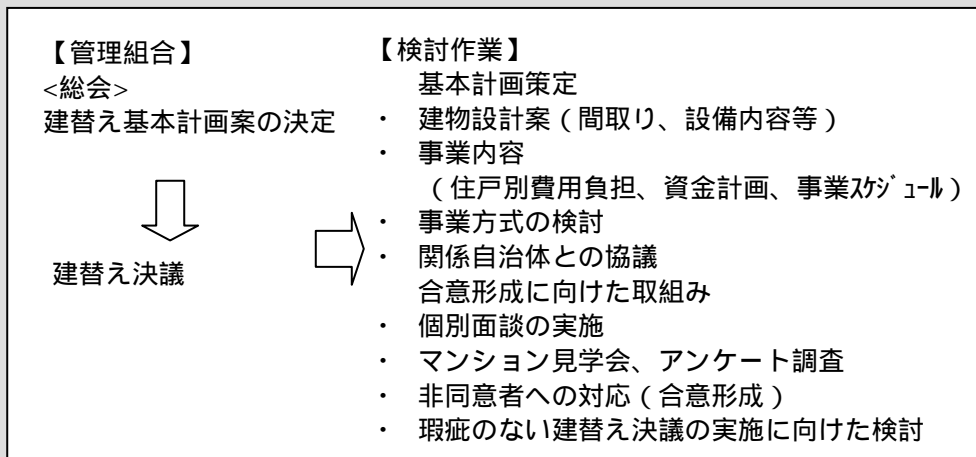 【管理組合】
<総会>
建替え基本計画案の決定
建替え決議
【検討作業】
基本計画策定
・ 建物設計案（間取り、設備内容等）
・ 事業内容
（住戸別費用負担、資金計画、事業ｽｹｼﾞｭｰﾙ）
・ 事業方式の検討
・ 関係自治体との協議
合意形成に向けた取組み
・ 個別面談の実施
・ マンション見学会、アンケート調査
・ 非同意者への対応（合意形成）
・ 瑕疵のない建替え決議の実施に向けた検討